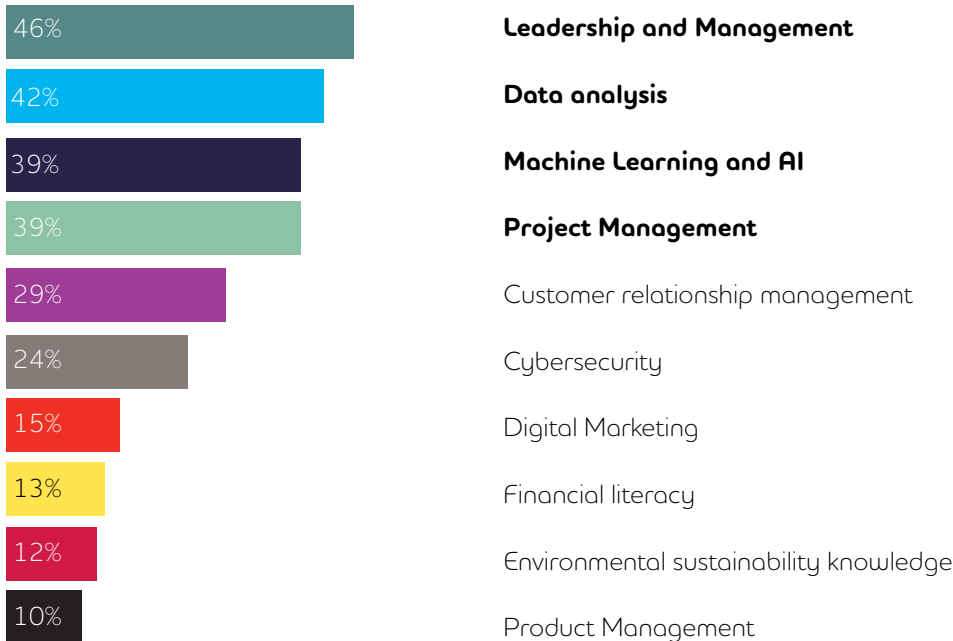 46% Leadership and Management
42% Data analysis
39% Machine Learning and AI
39% Project Management
29% Customer relationship management
24% Cybersecurity
15% Digital Marketing
13% Financial literacy
12% Environmental sustainability knowledge
10% Product Management